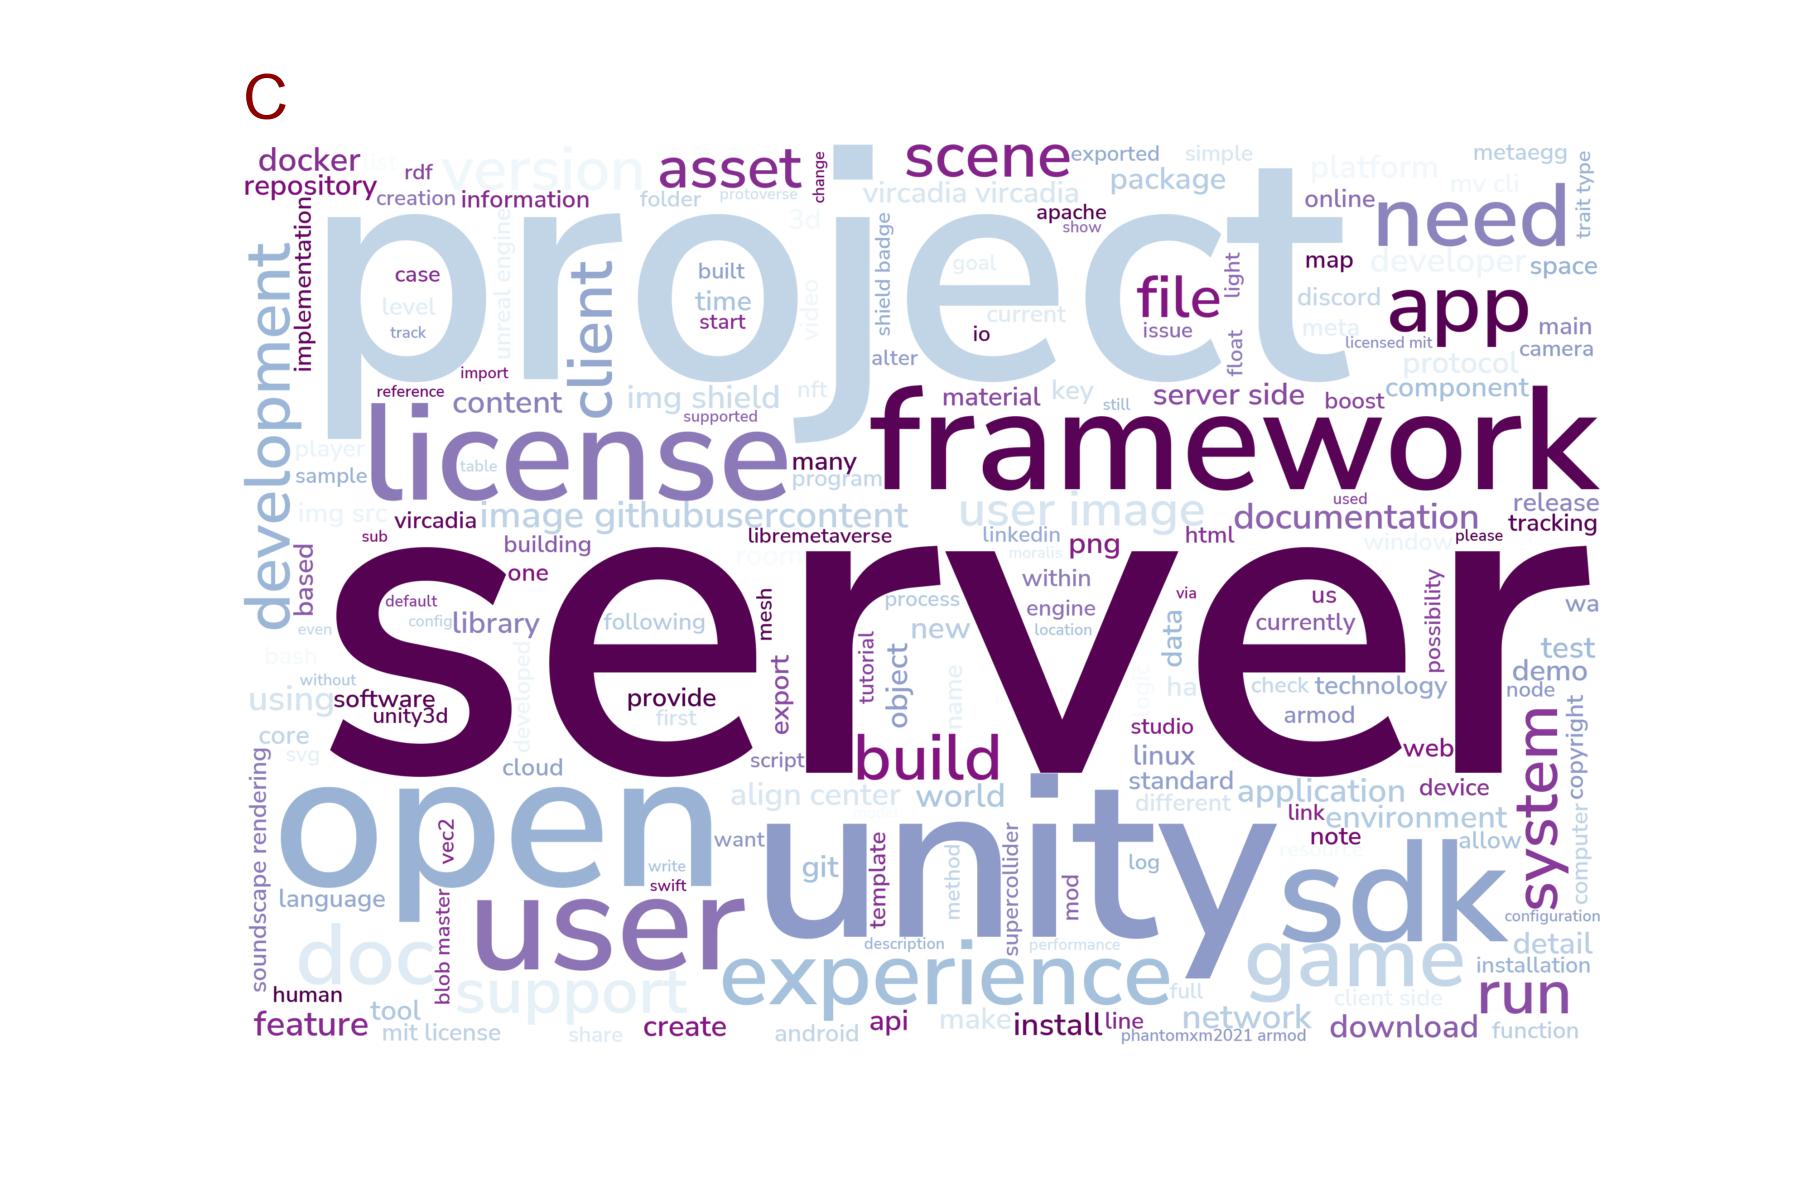 C
docker
list
version
asset
change
scene
exported
simple
platform
metaegg
repository
rdf
creation
information
folder
protoverse
vircadia vircadia
package
mv cli
trait type
project
3d
apache
show
online
need
implementation
unreal engine
shield badge
goal
map
developer
space
development
case
client
built
level
time
video
track
start
current
io
file
light
issue
float
discord
app
meta
main
licensed mit
camera
alter
protocol
import
reference
content
img shield
nft
supported
material
key
still
server side
boost
component
player
license
framework
sample
table
many
program
img src
vircadia
image githubusercontent
user image
used
documentation
release
tracking
sub
building
libremetaverse
room
linkedin
moralis
png
html
window
please
based
one
server
within
via
us
possibility
wa
default
config
library
following
mesh
process
engine
new
location
data
currently
even
bash
without
developed
tutorial
object
name
logic
test
using
software
unity3d
provide
first
export
ha
check
technology
demo
node
armod
core
svg
studio
system
copyright
soundscape rendering
cloud
script
build
linux
web
open
align center
world
standard
different
application
device
link
environment
computer
vec2
want
unity
note
resource
allow
write
swift
git
template
method
supercollider
mod
log
sdk
language
blob master
user
description
performance
configuration
doc
support
experience
game
detail
installation
human
full
client side
run
feature
tool
mit license
share
create
android
api
make
install
line
network
phantomxm2021 armod
download
function